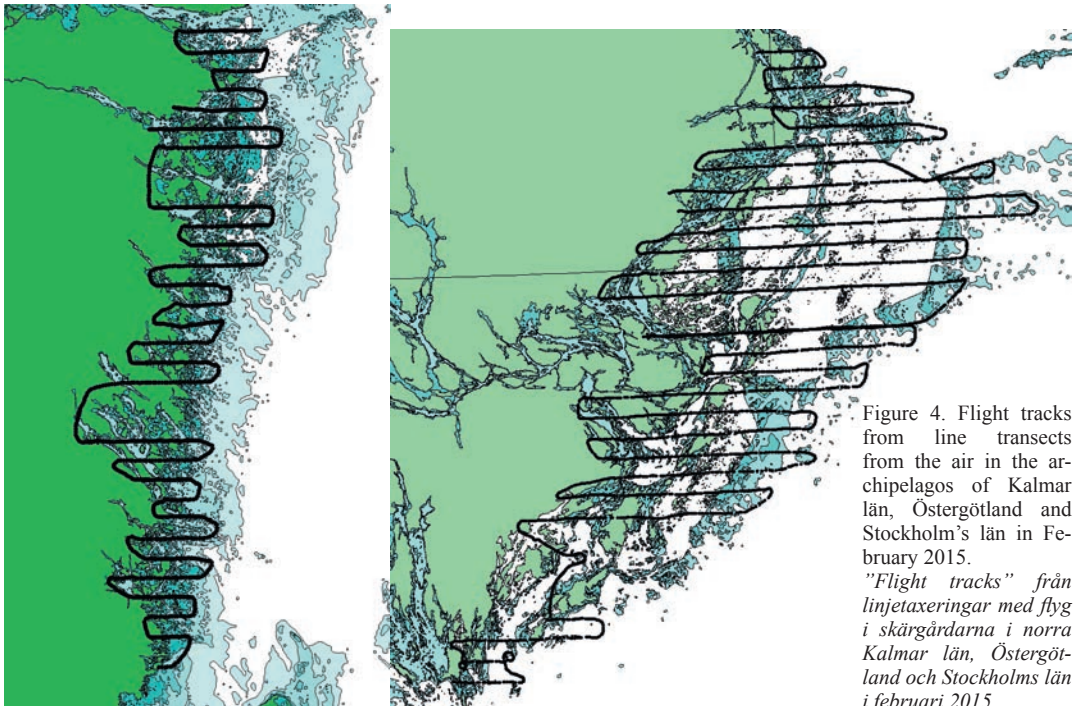 Figure 4. Flight tracks
from line transects
from the air in the ar-
chipelagos of Kalmar
län, Östergötland and
Stockholm's län in Fe-
bruary 2015.
”Flight tracks” från
linjetaxeringar med flyg
i skärgårdarna i norra
Kalmar län, Östergöt-
land och Stockholms län
i februari 2015